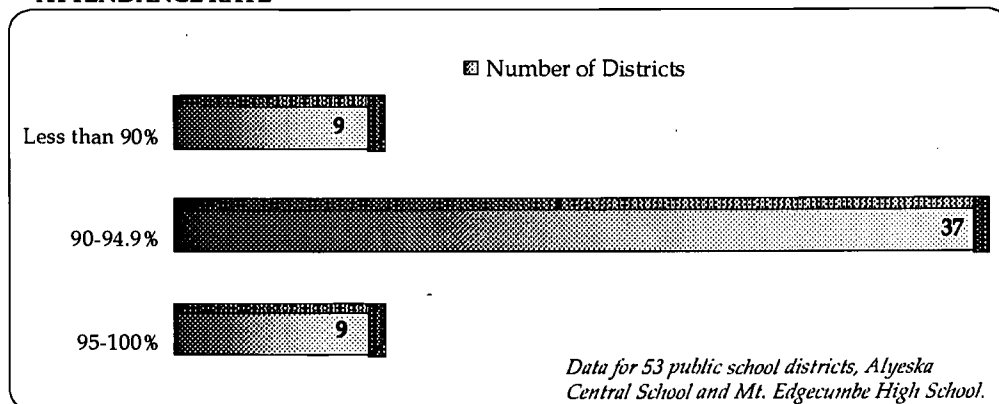 Number of Districts
Less than 90%
9
90-94.9%
37
95-100%
9
Data for 53 public school districts, Alyeska
Central School and Mt. Edgecumbe High School.